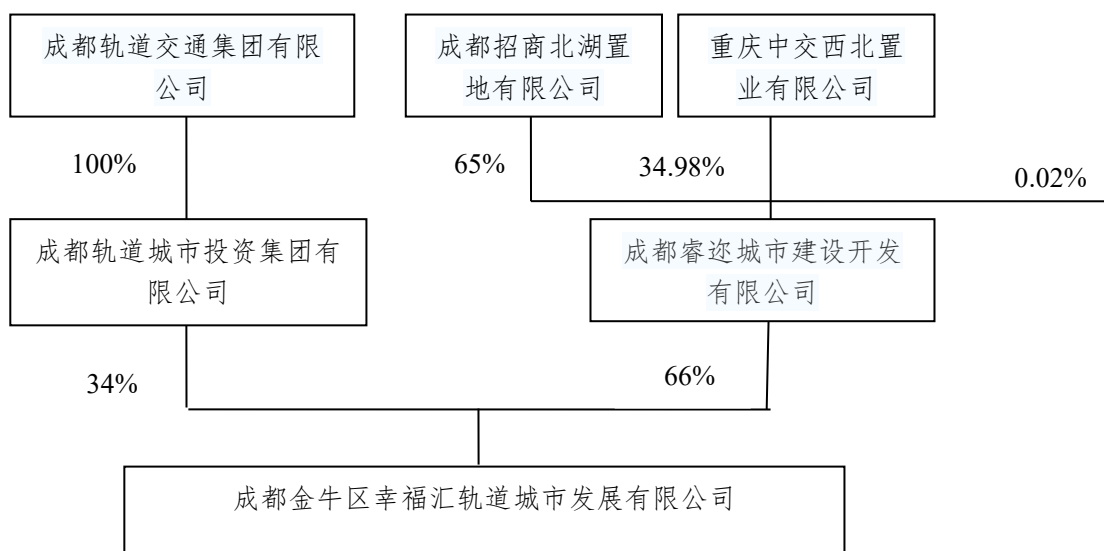 成都轨道交通集团有限
公司
成都招商北湖置
地有限公司
重庆中交西北置
业有限公司
100%
65%
34.98%
0.02%
成都轨道城市投资集团有
限公司
成都睿迩城市建设开发
有限公司
34%
66%
成都金牛区幸福汇轨道城市发展有限公司